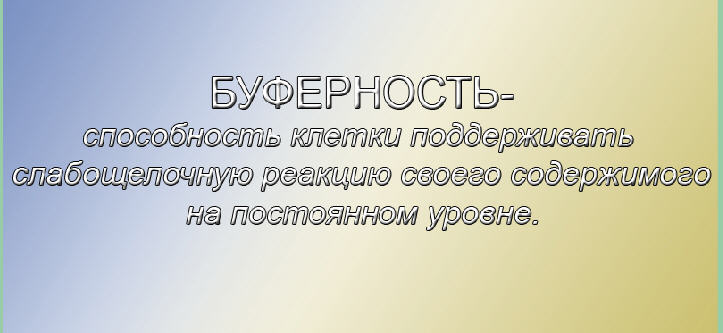 БУФЕРНОСТЬ-
способность клетки поддерживать
слабощелочную реакцию своего содержимого
на постоянном уровне.